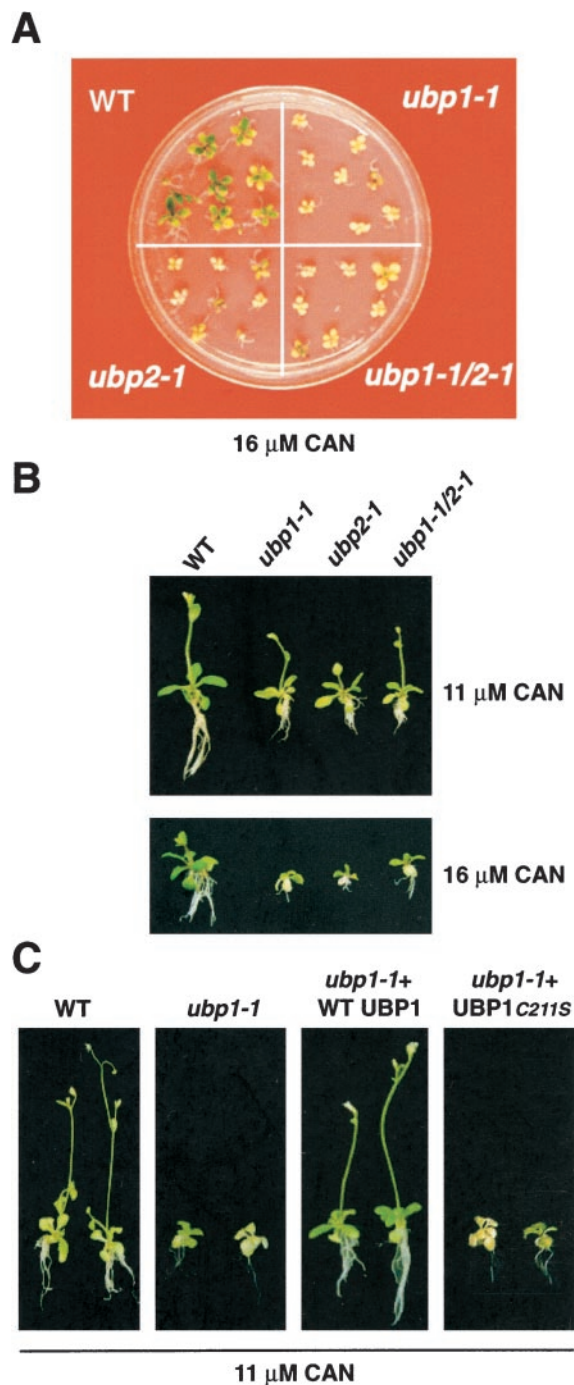 A
WT
ubp1-1
ubp2-1
ubp1-1/2-1
16 μM CAN
B
WT
ubp1-1
ubp2-1
ubp1-1/2-1
11 μM CAN
16 μM CAN
C
WT
ubp1-1
ubp1-1+
WT UBP1
ubp1-1+
UBP1C211S
11 μM CAN